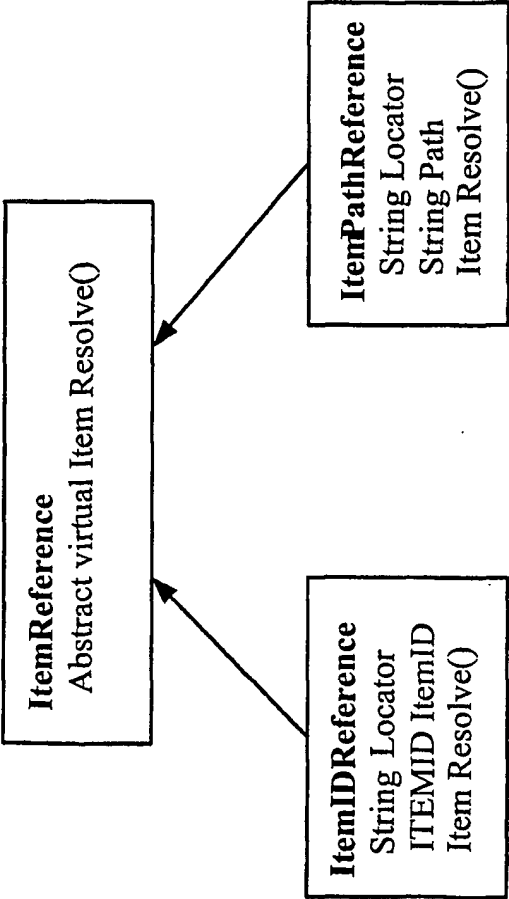 ItemReference
Abstract virtual Item Resolve()
ItemIDReference
String Locator
ITEMID ItemID
Item Resolve()
ItemPathReference
String Locator
String Path
Item Resolve()